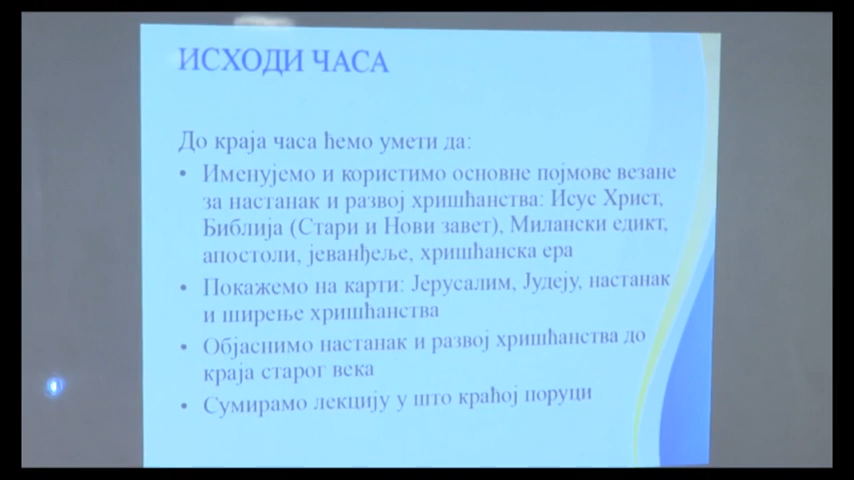 ИСХОДИ ЧАСА
До краја часа ћемо умети да:
• Именујемо и користимо основне појмове везане
за настанак и развој хришћанства: Исус Христ,
Библија (Стари и Нови завет), Милански едикт,
апостоли, јеванђеље, хришћанска ера
• Покажемо на карти: Јерусалим, Јудеју, настанак
и ширење хришћанства
• Објаснимо настанак и развој хришћанства до
краја старог века
• Сумирамо лекцију у што краћој поруци